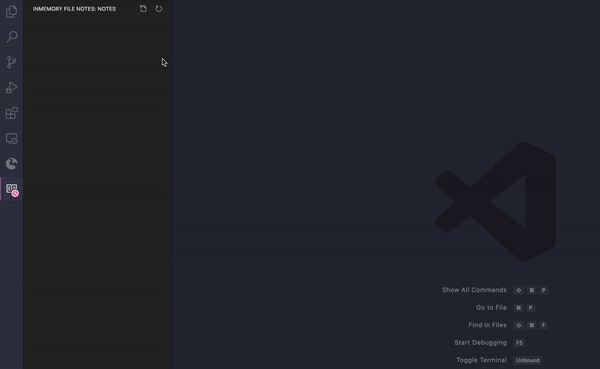 INMEMORY FILE NOTES: NOTES
Show All Commands ⇧ ⌘ P
Go to File ⌘ P
Find in Files ⇧ ⌘ F
Start Debugging F5
Toggle Terminal Unbound